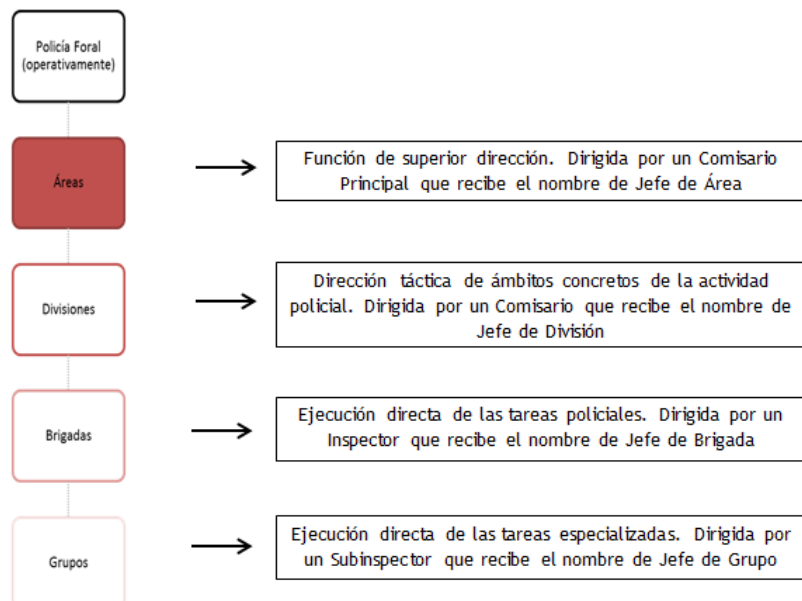 Policía Foral
(operativamente)
Áreas
Función de superior dirección. Dirigida por un Comisario
Principal que recibe el nombre de Jefe de Área
Divisiones
Dirección táctica de ámbitos concretos de la actividad
policial. Dirigida por un Comisario que recibe el nombre de
Jefe de División
Brigadas
Ejecución directa de las tareas policiales. Dirigida por un
Inspector que recibe el nombre de Jefe de Brigada
Grupos
Ejecución directa de las tareas especializadas. Dirigida por
un Subinspector que recibe el nombre de Jefe de Grupo